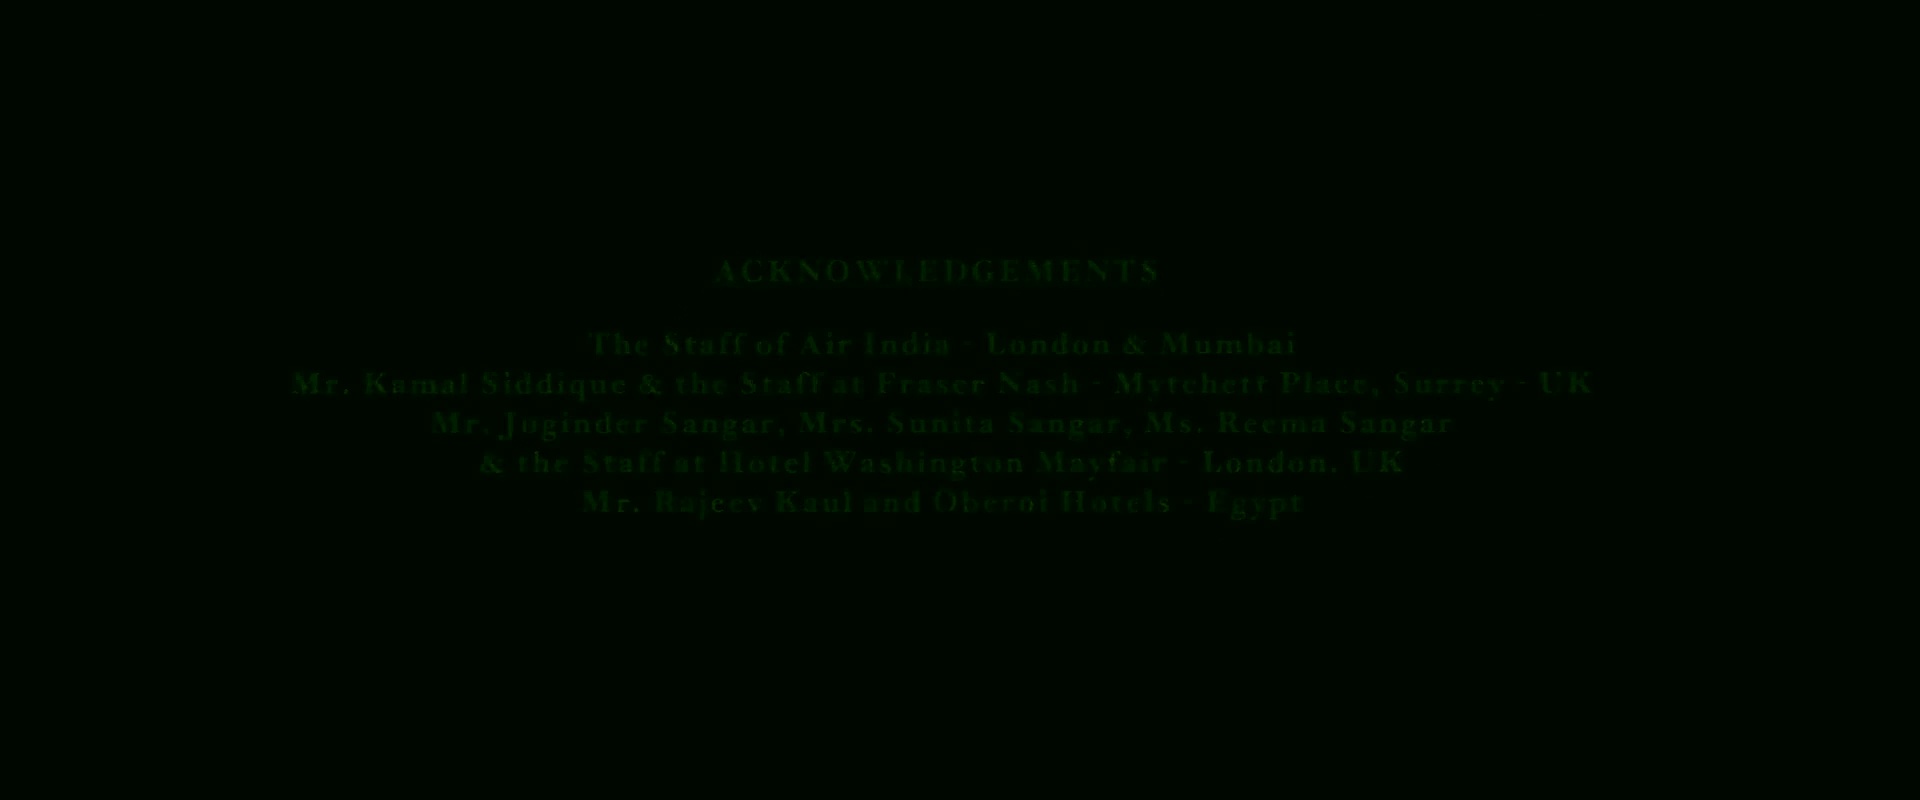 ACKNOWLEDGEMENTS
The Staff of Air India - London & Mumbai
Mr. Kamal Siddique & the Staff at Fraser Nash - Mytchett Place, Surrey - UK
Mr. Joginder Sangar, Mrs. Sunita Sangar, Ms. Reema Sangar
& the Staff at Hotel Washington Mayfair - London, UK
Mr. Rajeev Kaul and Oberoi Hotels - Egypt